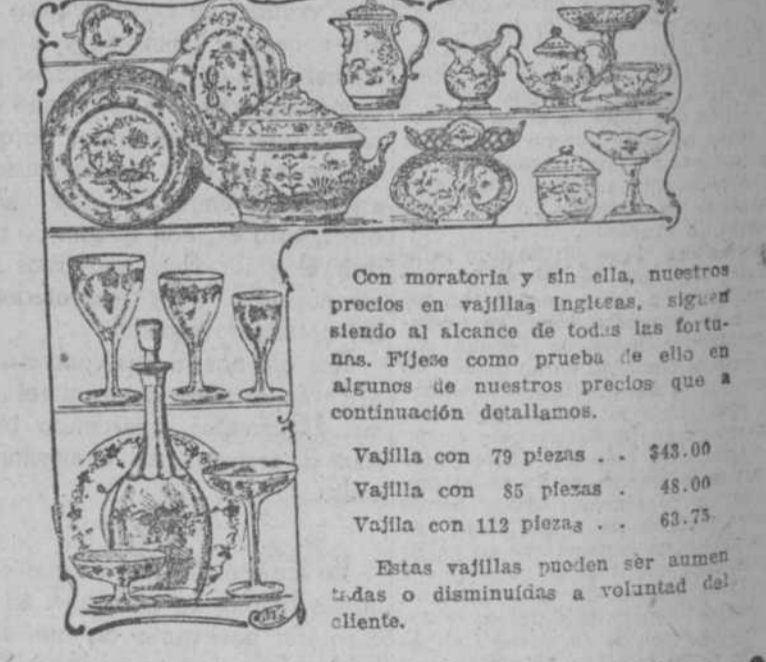 Con moratoria y sin ella, nuestros
precios en vajillas Inglesas, siguen
siendo al alcance de todas las fortu-
nas. Fíjese como prueba de ello en
algunos de nuestros precios que a
continuación detallamos.
Vajilla con 79 piezas . . $43.00
Vajilla con 85 piezas . 48.00
Vajila con 112 piezas . . 63.75
Estas vajillas pueden ser aumen
tadas o disminuídas a voluntad del
cliente.